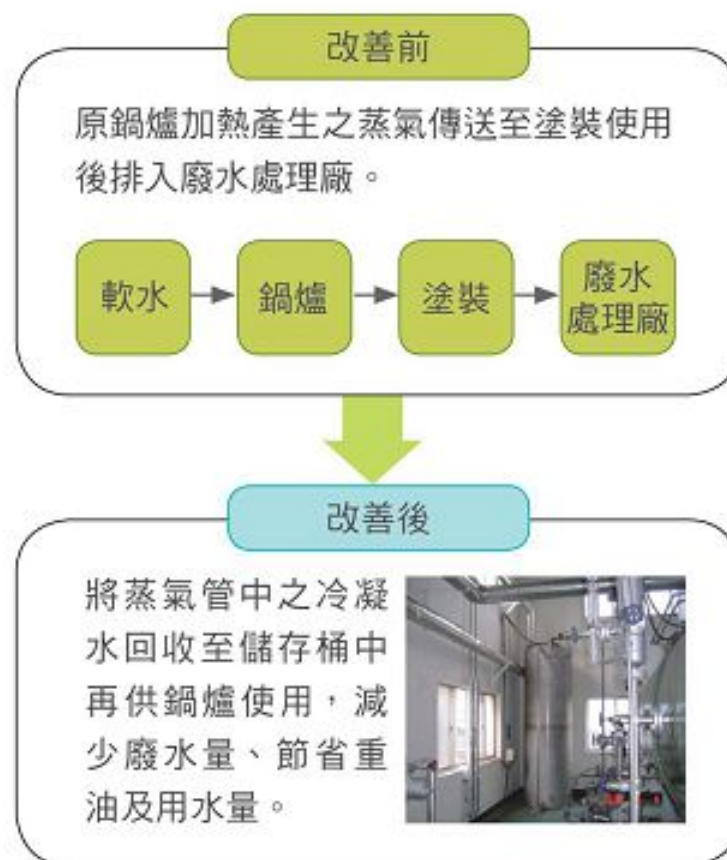 改善前
原鍋爐加熱產生之蒸氣傳送至塗裝使用
後排入廢水處理廠。
軟水
鍋爐
塗裝
廢水
處理廠
改善後
將蒸氣管中之冷凝
水回收至儲存桶中
再供鍋爐使用，減
少廢水量、節省重
油及用水量。